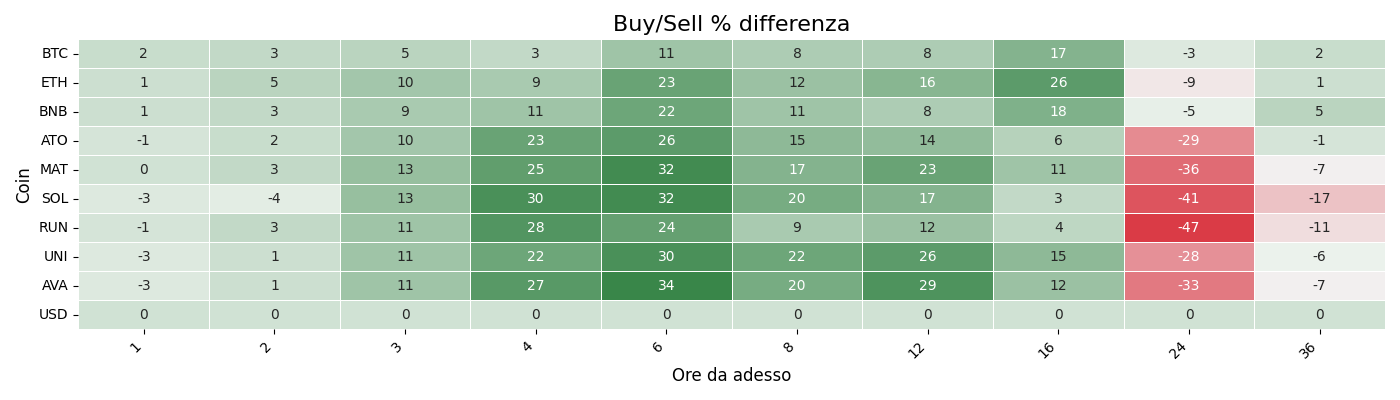 Buy/Sell % differenza
BTC 2 3 5 3 11 8 8 17 -3 2
ETH 1 5 10 9 23 12 16 26 -9 1
BNB 1 3 9 11 22 11 8 18 -5 5
ATO -1 2 10 23 26 15 14 6 -29 -1
MAT 0 3 13 25 32 17 23 11 -36 -7
SOL -3 -4 13 30 32 20 17 3 -41 -17
RUN -1 3 11 28 24 9 12 4 -47 -11
UNI -3 1 11 22 30 22 26 15 -28 -6
AVA -3 1 11 27 34 20 29 12 -33 -7
USD 0 0 0 0 0 0 0 0 0 0
Coin
1 2 3 4 6 8 12 16 24 36
Ore da adesso